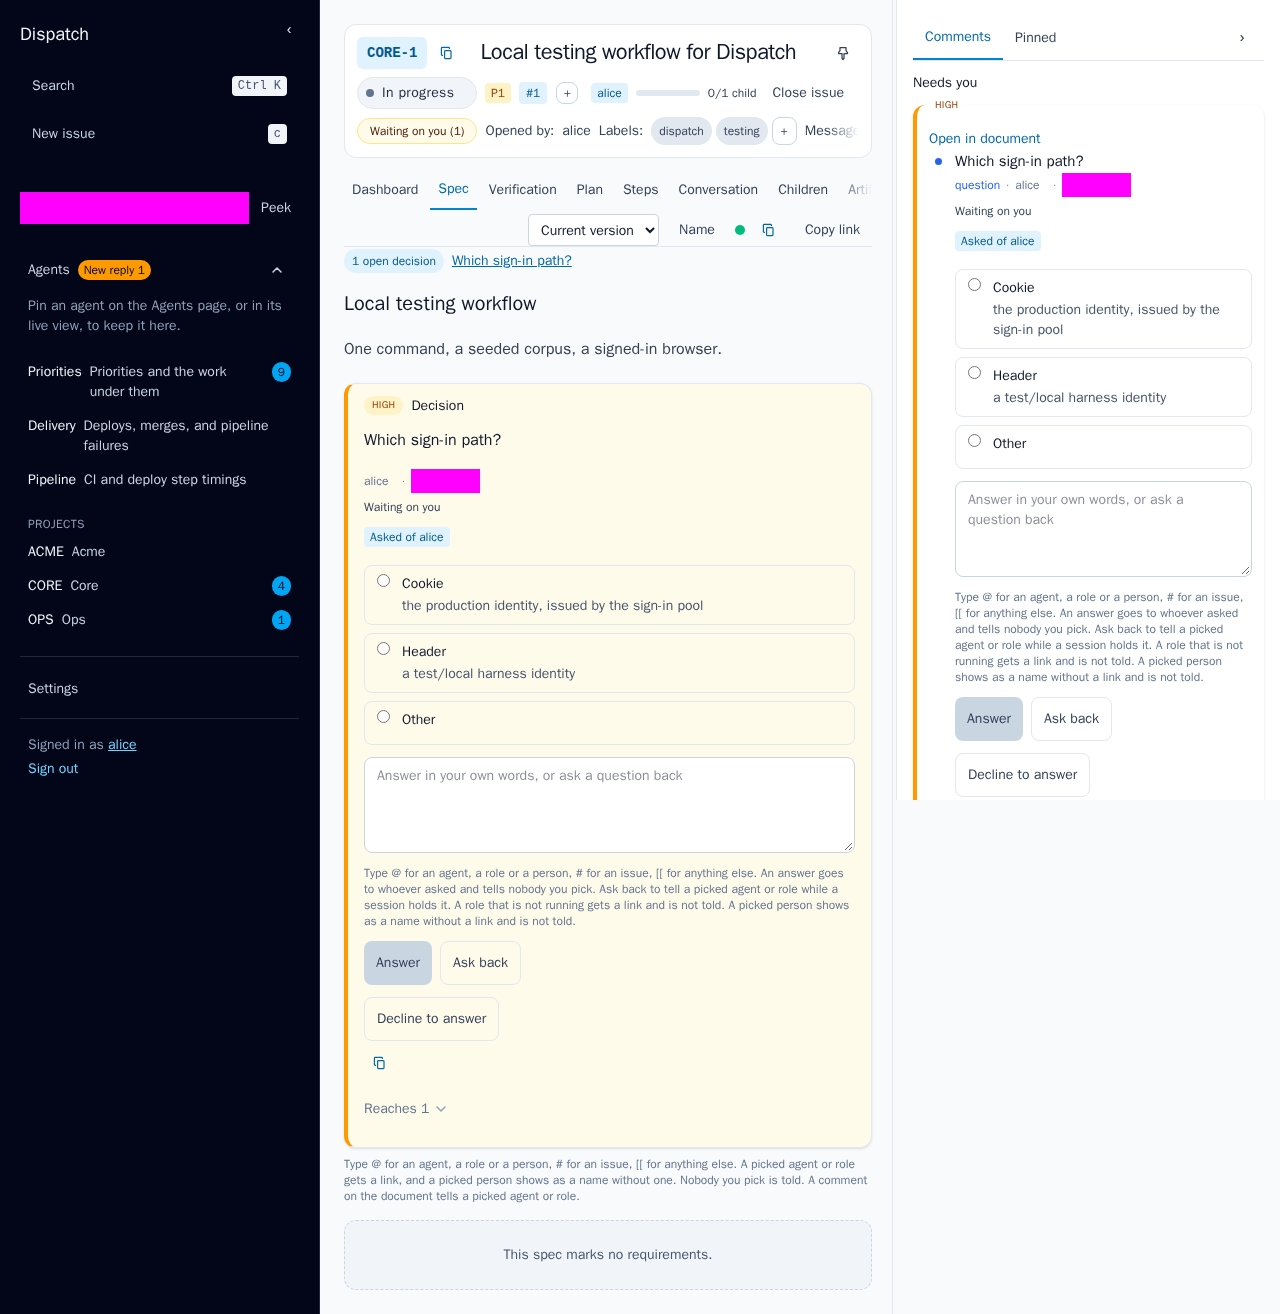 Dispatch
‹
Search
Ctrl K
New issue
C
Peek
Agents
New reply 1
Pin an agent on the Agents page, or in its
live view, to keep it here.
Priorities
Priorities and the work
under them
9
Delivery
Deploys, merges, and pipeline
failures
Pipeline
CI and deploy step timings
PROJECTS
ACME Acme
CORE Core
4
OPS Ops
1
Settings
Signed in as alice
Sign out
CORE-1
Local testing workflow for Dispatch
In progress
P1
#1
+
alice
0/1 child
Close issue
Waiting on you (1)
Opened by: alice
Labels:
dispatch
testing
+
Message
Dashboard
Spec
Verification
Plan
Steps
Conversation
Children
Arti
Current version
Name
Copy link
1 open decision
Which sign-in path?
Local testing workflow
One command, a seeded corpus, a signed-in browser.
HIGH
Decision
Which sign-in path?
alice ·
Waiting on you
Asked of alice
Cookie
the production identity, issued by the sign-in pool
Header
a test/local harness identity
Other
Answer in your own words, or ask a question back
Type @ for an agent, a role or a person, # for an issue, [[ for anything else. An answer goes
to whoever asked and tells nobody you pick. Ask back to tell a picked agent or role while a
session holds it. A role that is not running gets a link and is not told. A picked person shows
as a name without a link and is not told.
Answer
Ask back
Decline to answer
Reaches 1
Type @ for an agent, a role or a person, # for an issue, [[ for anything else. A picked agent or role
gets a link, and a picked person shows as a name without one. Nobody you pick is told. A comment
on the document tells a picked agent or role.
This spec marks no requirements.
Comments
Pinned
›
Needs you
HIGH
Open in document
Which sign-in path?
question · alice ·
Waiting on you
Asked of alice
Cookie
the production identity, issued by the
sign-in pool
Header
a test/local harness identity
Other
Answer in your own words, or ask a
question back
Type @ for an agent, a role or a person, # for an issue,
[[ for anything else. An answer goes to whoever asked
and tells nobody you pick. Ask back to tell a picked
agent or role while a session holds it. A role that is not
running gets a link and is not told. A picked person
shows as a name without a link and is not told.
Answer
Ask back
Decline to answer